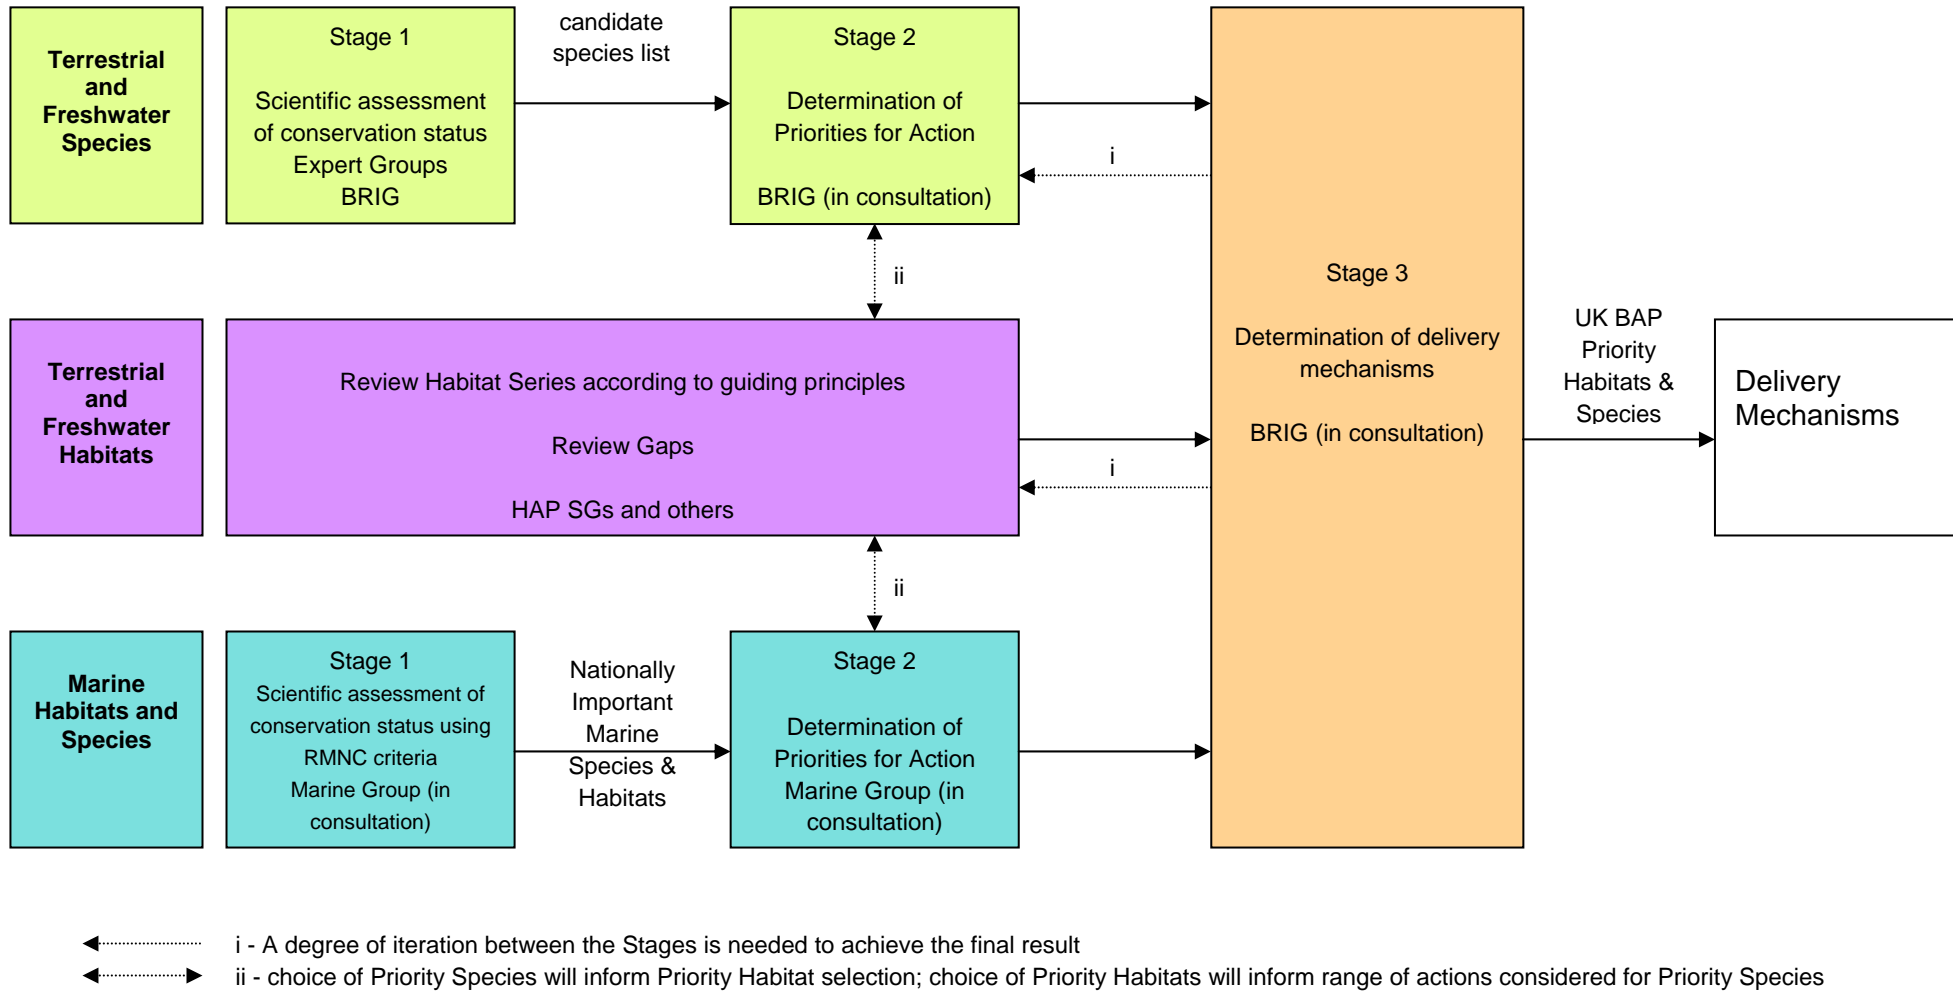 Terrestrial
and
Freshwater
Species
Stage 1
Scientific assessment
of conservation status
Expert Groups
BRIG
candidate
species list
Stage 2
Determination of
Priorities for Action
BRIG (in consultation)
i
ii
Terrestrial
and
Freshwater
Habitats
Review Habitat Series according to guiding principles
Review Gaps
HAP SGs and others
i
ii
Marine
Habitats and
Species
Stage 1
Scientific assessment of
conservation status using
RMNC criteria
Marine Group (in
consultation)
Nationally
Important
Marine
Species &
Habitats
Stage 2
Determination of
Priorities for Action
Marine Group (in
consultation)
Stage 3
Determination of delivery
mechanisms
BRIG (in consultation)
UK BAP
Priority
Habitats &
Species
Delivery
Mechanisms
i - A degree of iteration between the Stages is needed to achieve the final result
ii - choice of Priority Species will inform Priority Habitat selection; choice of Priority Habitats will inform range of actions considered for Priority Species